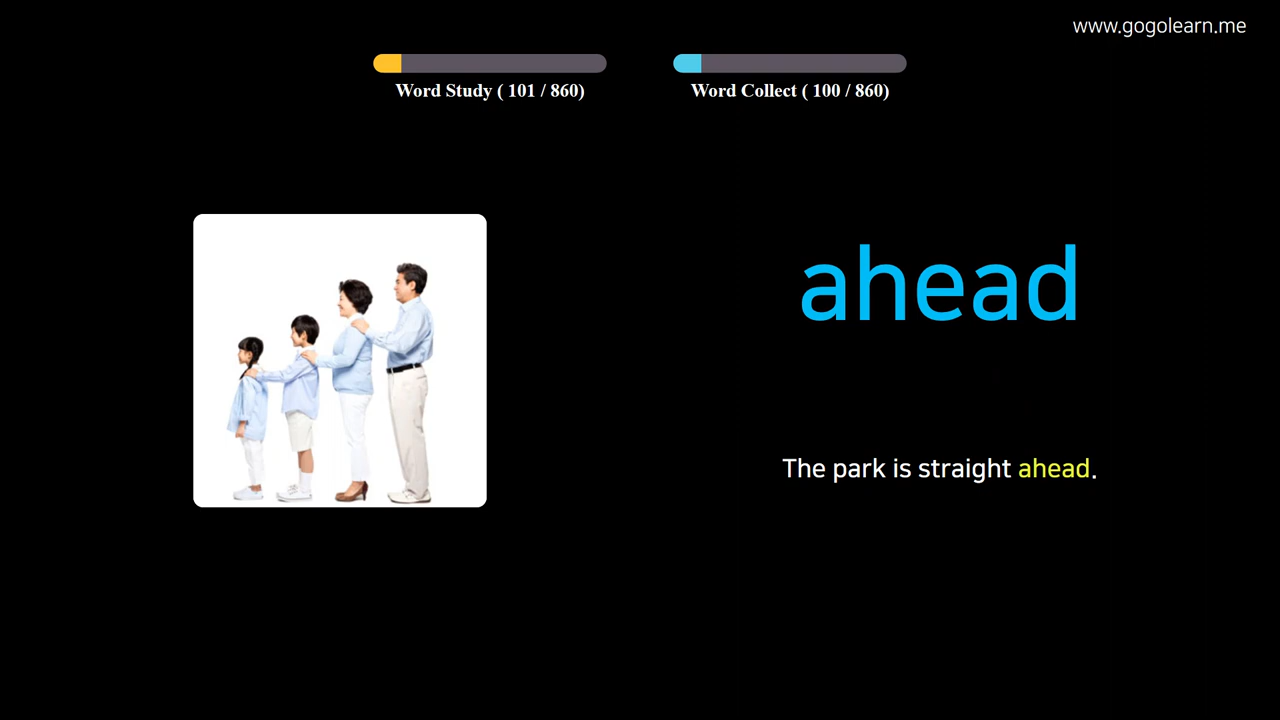 www.gogolearn.me
Word Study ( 101 / 860)
Word Collect ( 100 / 860)
ahead
The park is straight ahead.